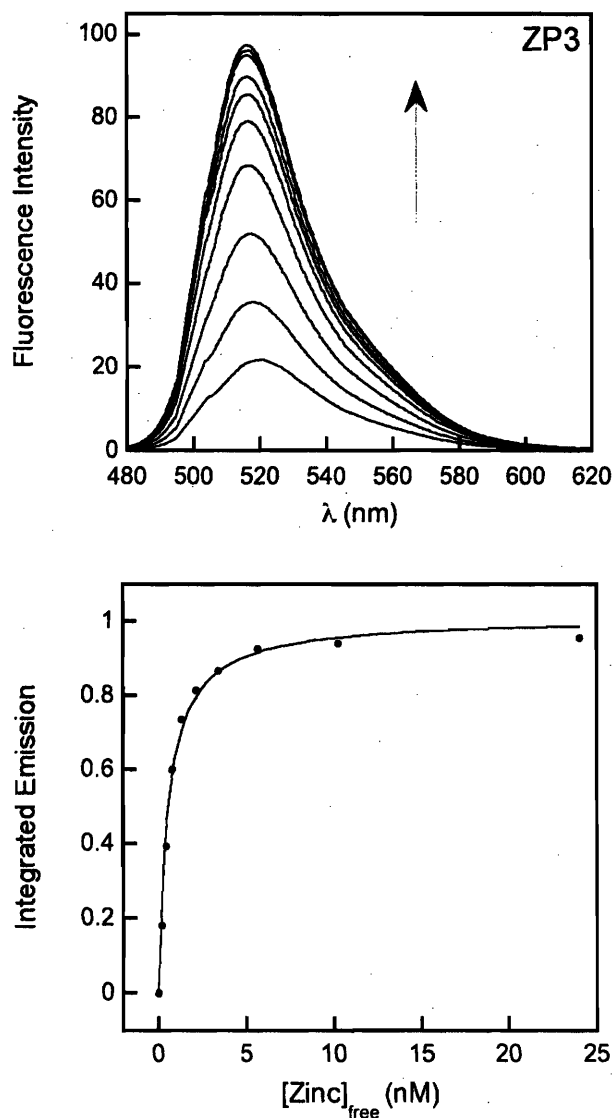 ZP3
100
80
60
40
20
0
Fluorescence Intensity
480 500 520 540 560 580 600 620
λ (nm)
1
0.8
0.6
0.4
0.2
0
Integrated Emission
0 5 10 15 20 25
[Zinc]free (nM)